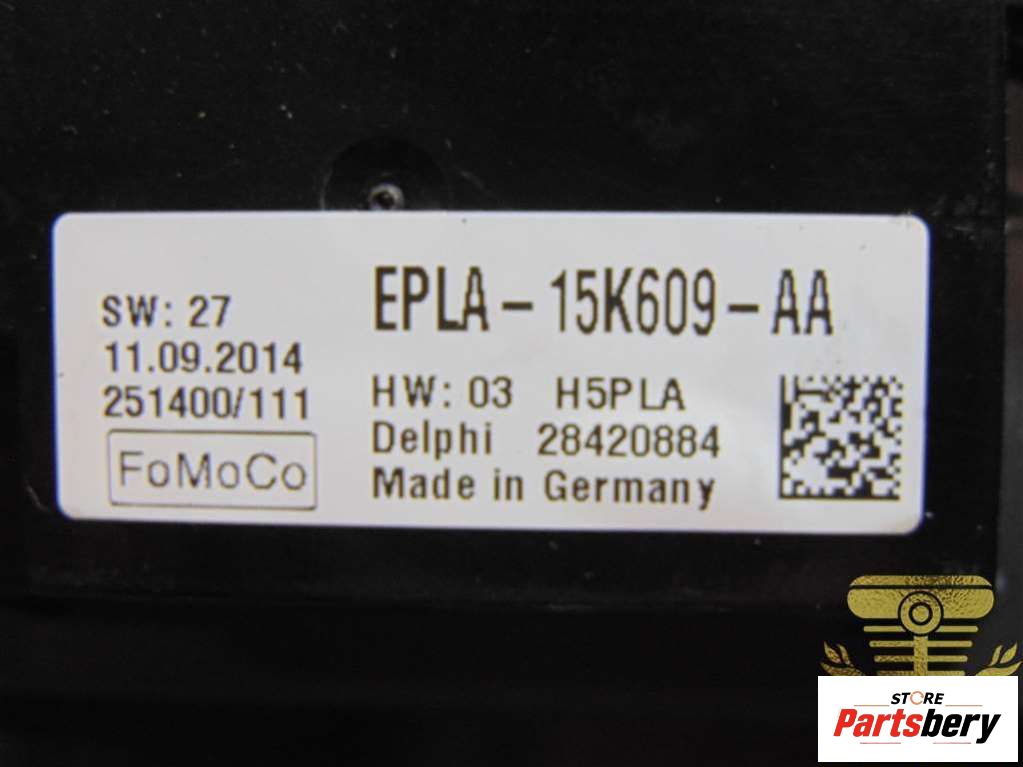 SW: 27
11.09.2014
251400/111
FoMoCo
EPLA-15K609-AA
HW: 03 H5PLA
Delphi 28420884
Made in Germany
STORE
Partsbery